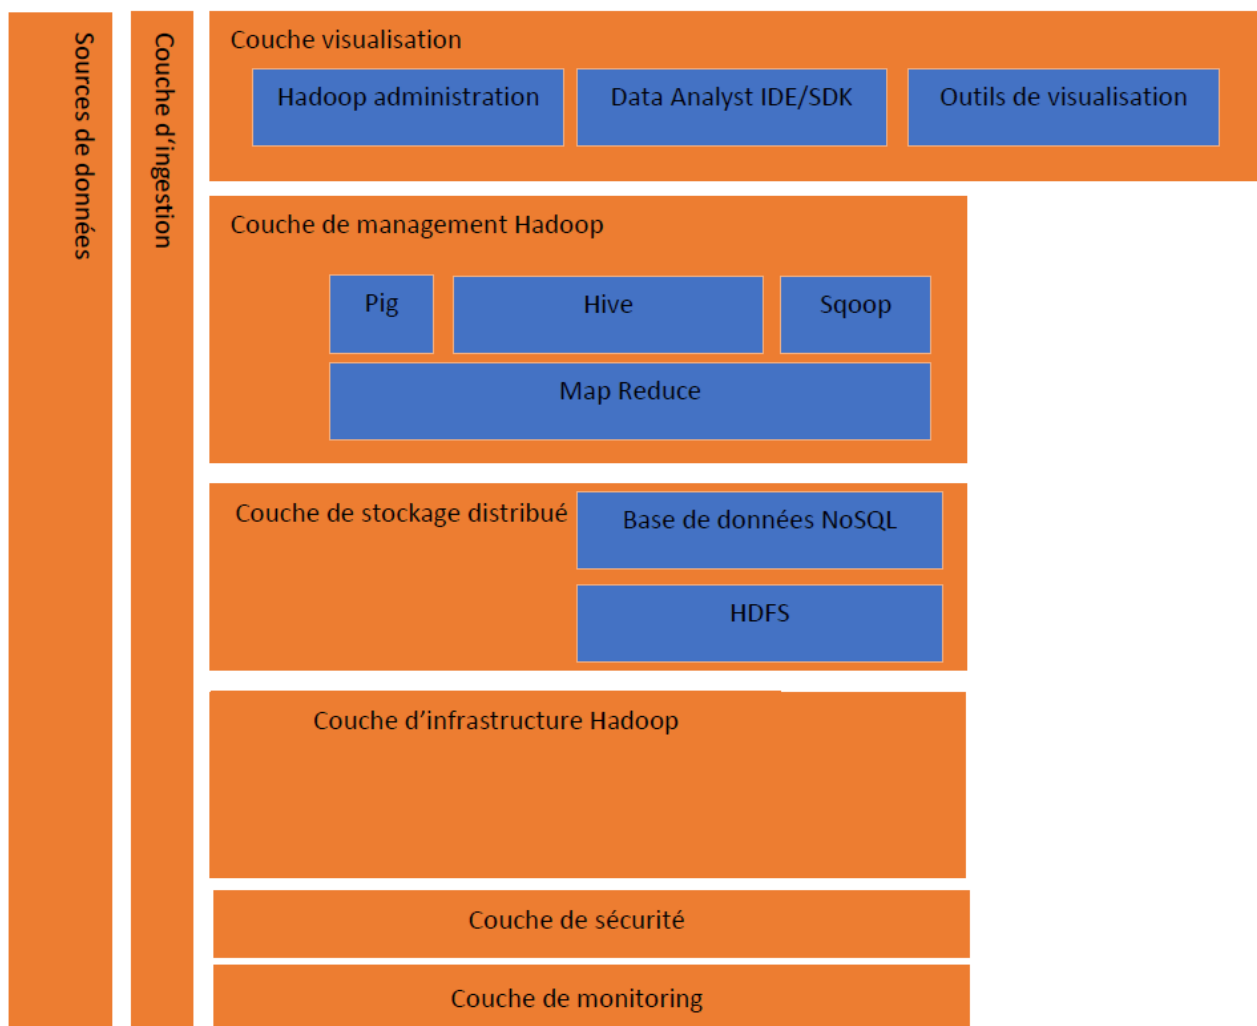 Sources de données
Couche d‘ingestion
Couche visualisation
Hadoop administration
Data Analyst IDE/SDK
Outils de visualisation
Couche de management Hadoop
Pig
Hive
Sqoop
Map Reduce
Couche de stockage distribué
Base de données NoSQL
HDFS
Couche d’infrastructure Hadoop
Couche de sécurité
Couche de monitoring